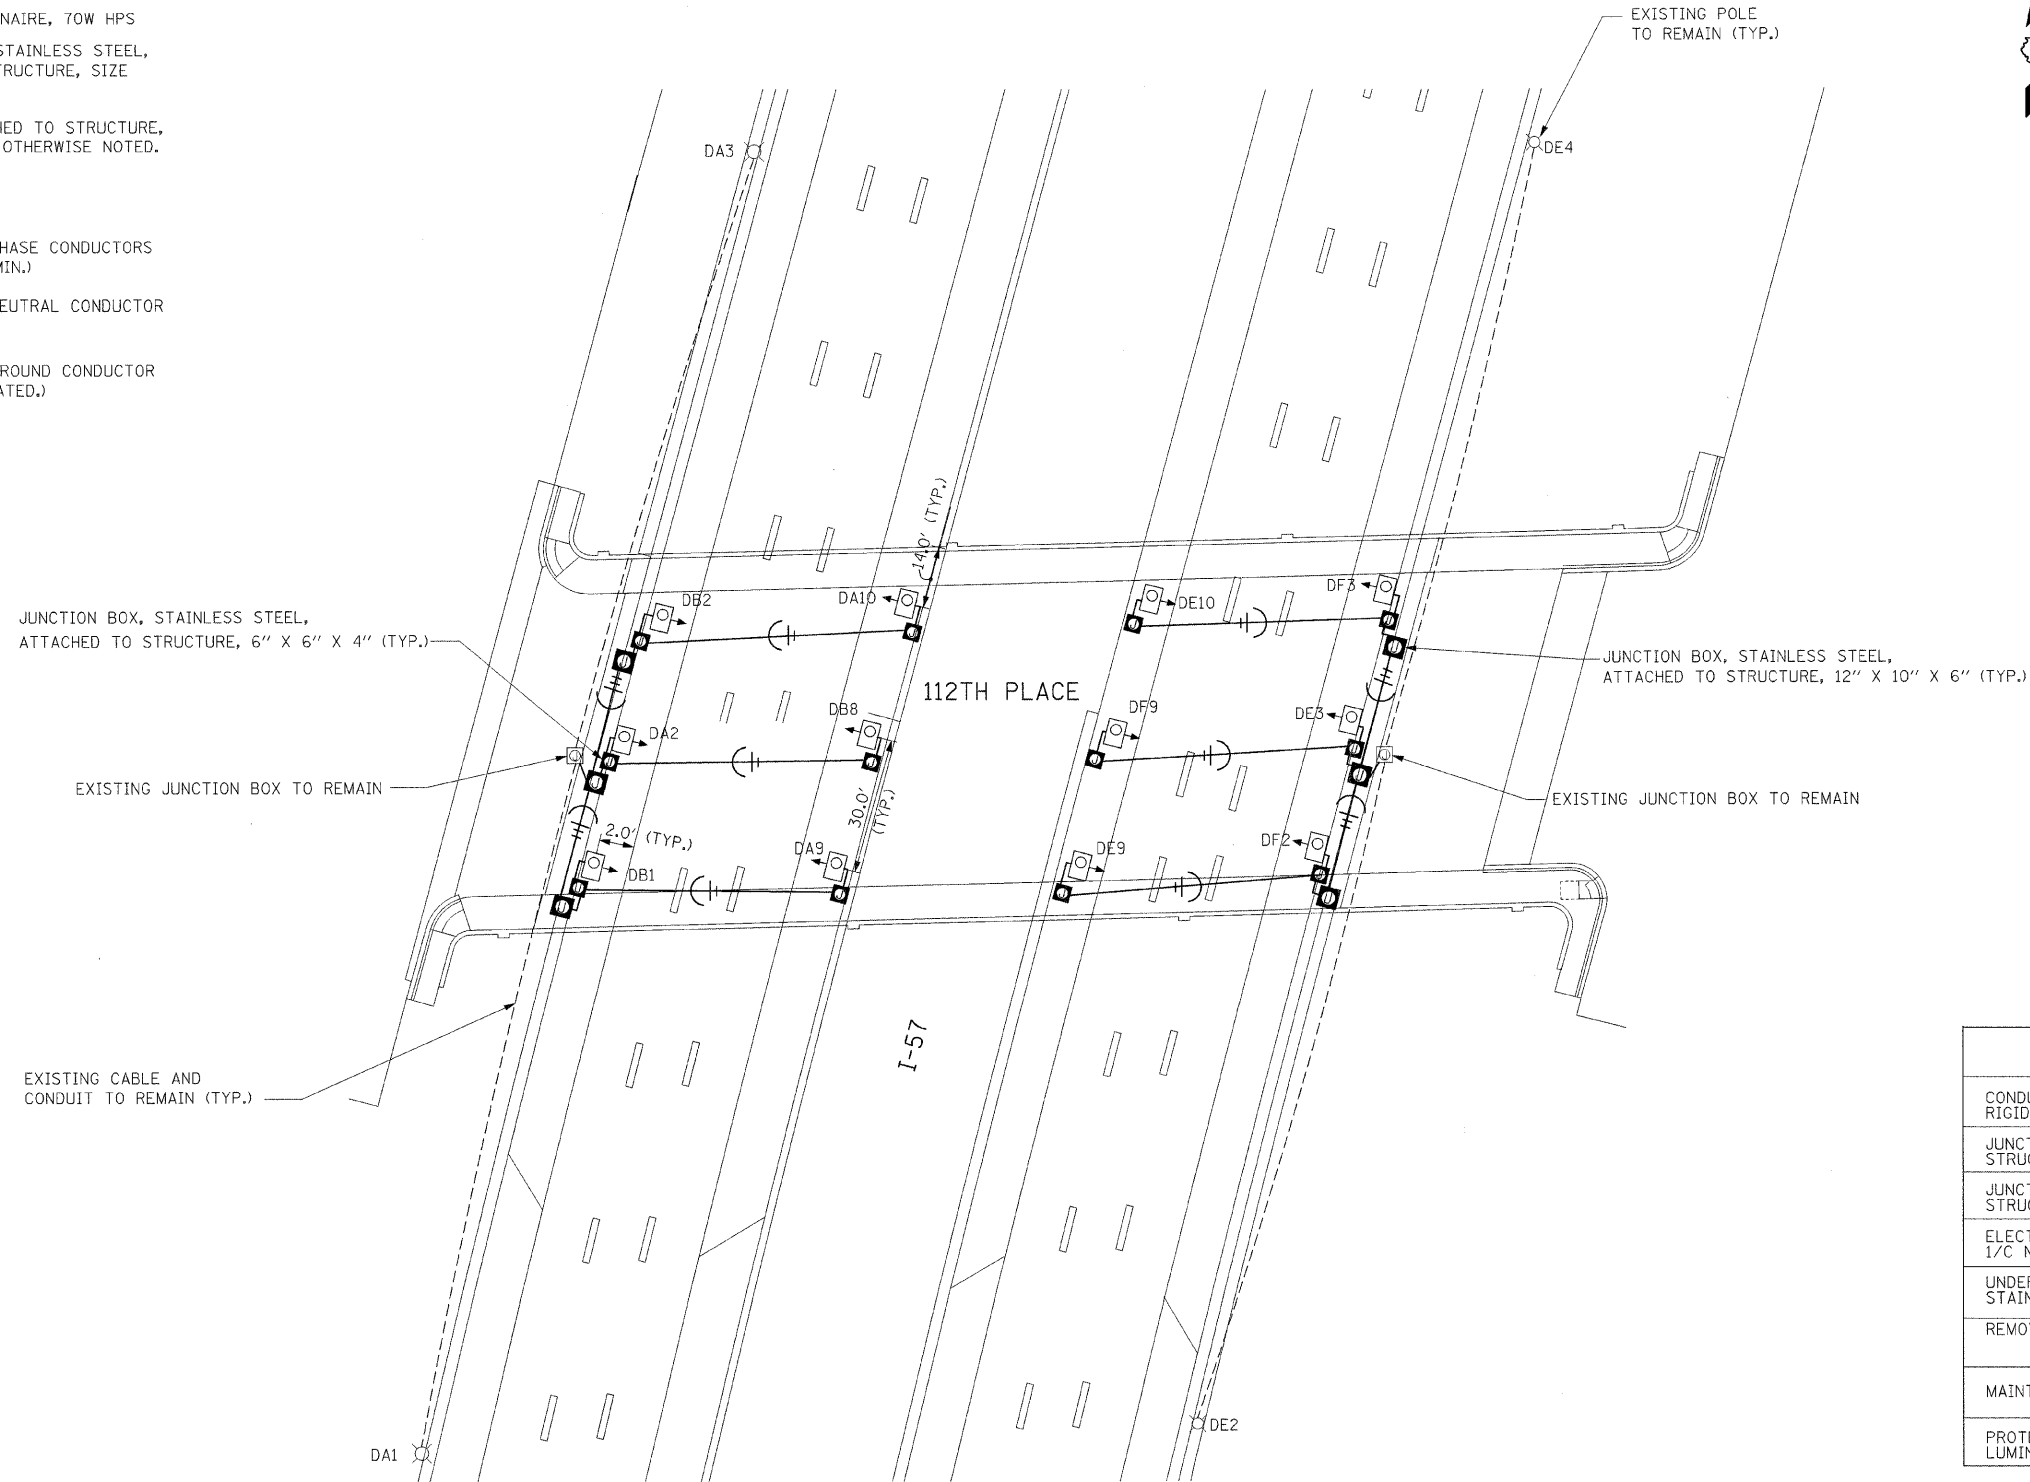 NAIRE, 70W HPS
STAINLESS STEEL,
TRUCTURE, SIZE
HED TO STRUCTURE,
OTHERWISE NOTED.
HASE CONDUCTORS
MIN.)
EUTRAL CONDUCTOR
ROUND CONDUCTOR
ATED.)
EXISTING POLE
TO REMAIN (TYP.)
DA3
DE4
14.0' (TYP.)
DB2
DA10
DE10
DF3
JUNCTION BOX, STAINLESS STEEL,
ATTACHED TO STRUCTURE, 6" X 6" X 4" (TYP.)
JUNCTION BOX, STAINLESS STEEL,
ATTACHED TO STRUCTURE, 12" X 10" X 6" (TYP.)
112TH PLACE
DA2
DB8
DF9
DE3
EXISTING JUNCTION BOX TO REMAIN
EXISTING JUNCTION BOX TO REMAIN
30.0'
(TYP.)
2.0' (TYP.)
DB1
DA9
DE9
DF2
I-57
EXISTING CABLE AND
CONDUIT TO REMAIN (TYP.)
DA1
DE2
CONDU
RIGID
JUNCT
STRUC
JUNCT
STRUC
ELECT
1/C N
UNDER
STAIN
REMO
MAINT
PROTE
LUMIN